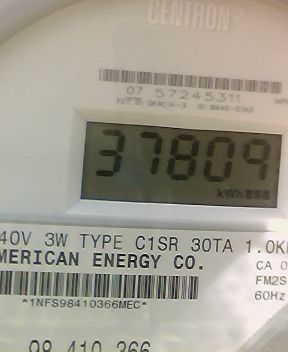 CENTRON®
07 57245311
37809
kWh
40V 3W TYPE C1SR 30TA 1.0K
MERICAN ENERGY CO.
CA 0
FM2S
60Hz
*1NFS98410366MEC*
98 410 366